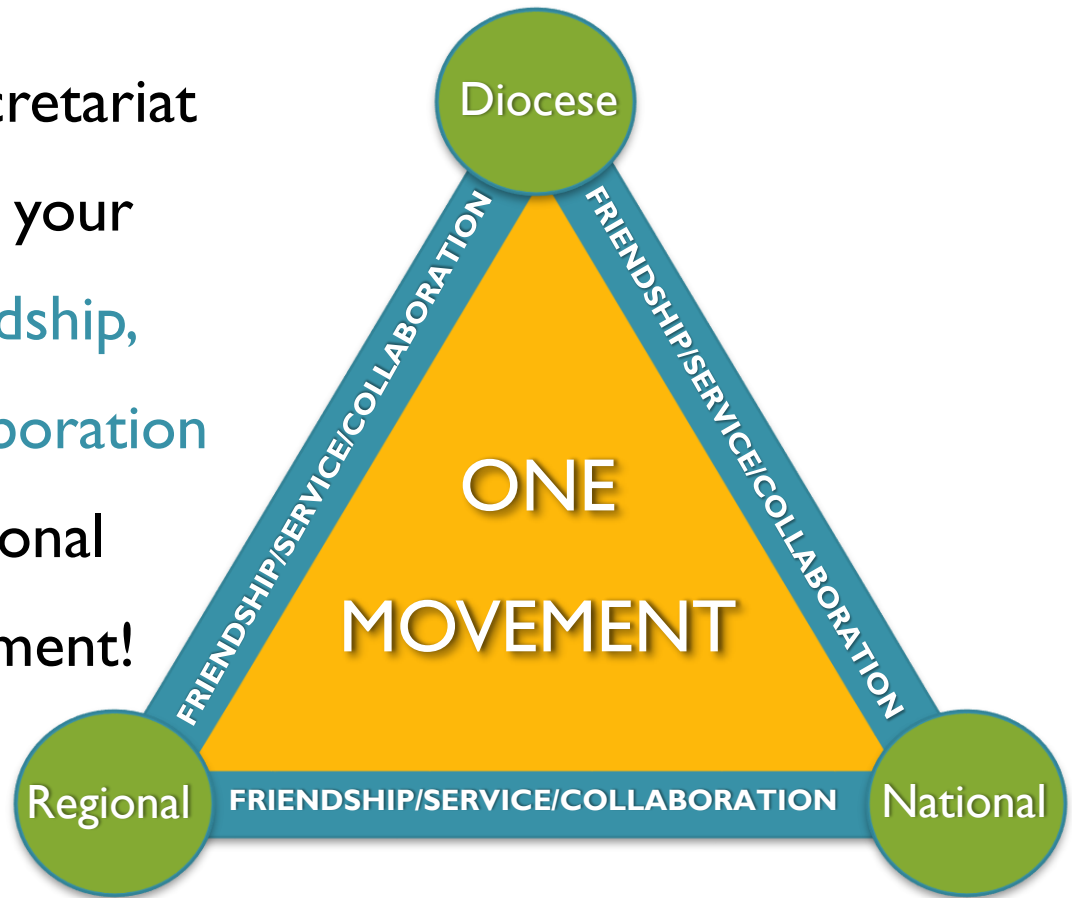 cretariat
your
dship,
boration
onal
ment!
Diocese
FRIENDSHIP/SERVICE/COLLABORATION
FRIENDSHIP/SERVICE/COLLABORATION
ONE
MOVEMENT
Regional
FRIENDSHIP/SERVICE/COLLABORATION
National